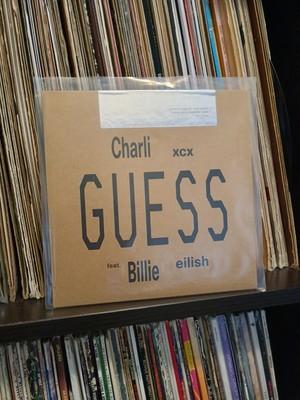 Charli xcx
GUESS
feat. Billie eilish